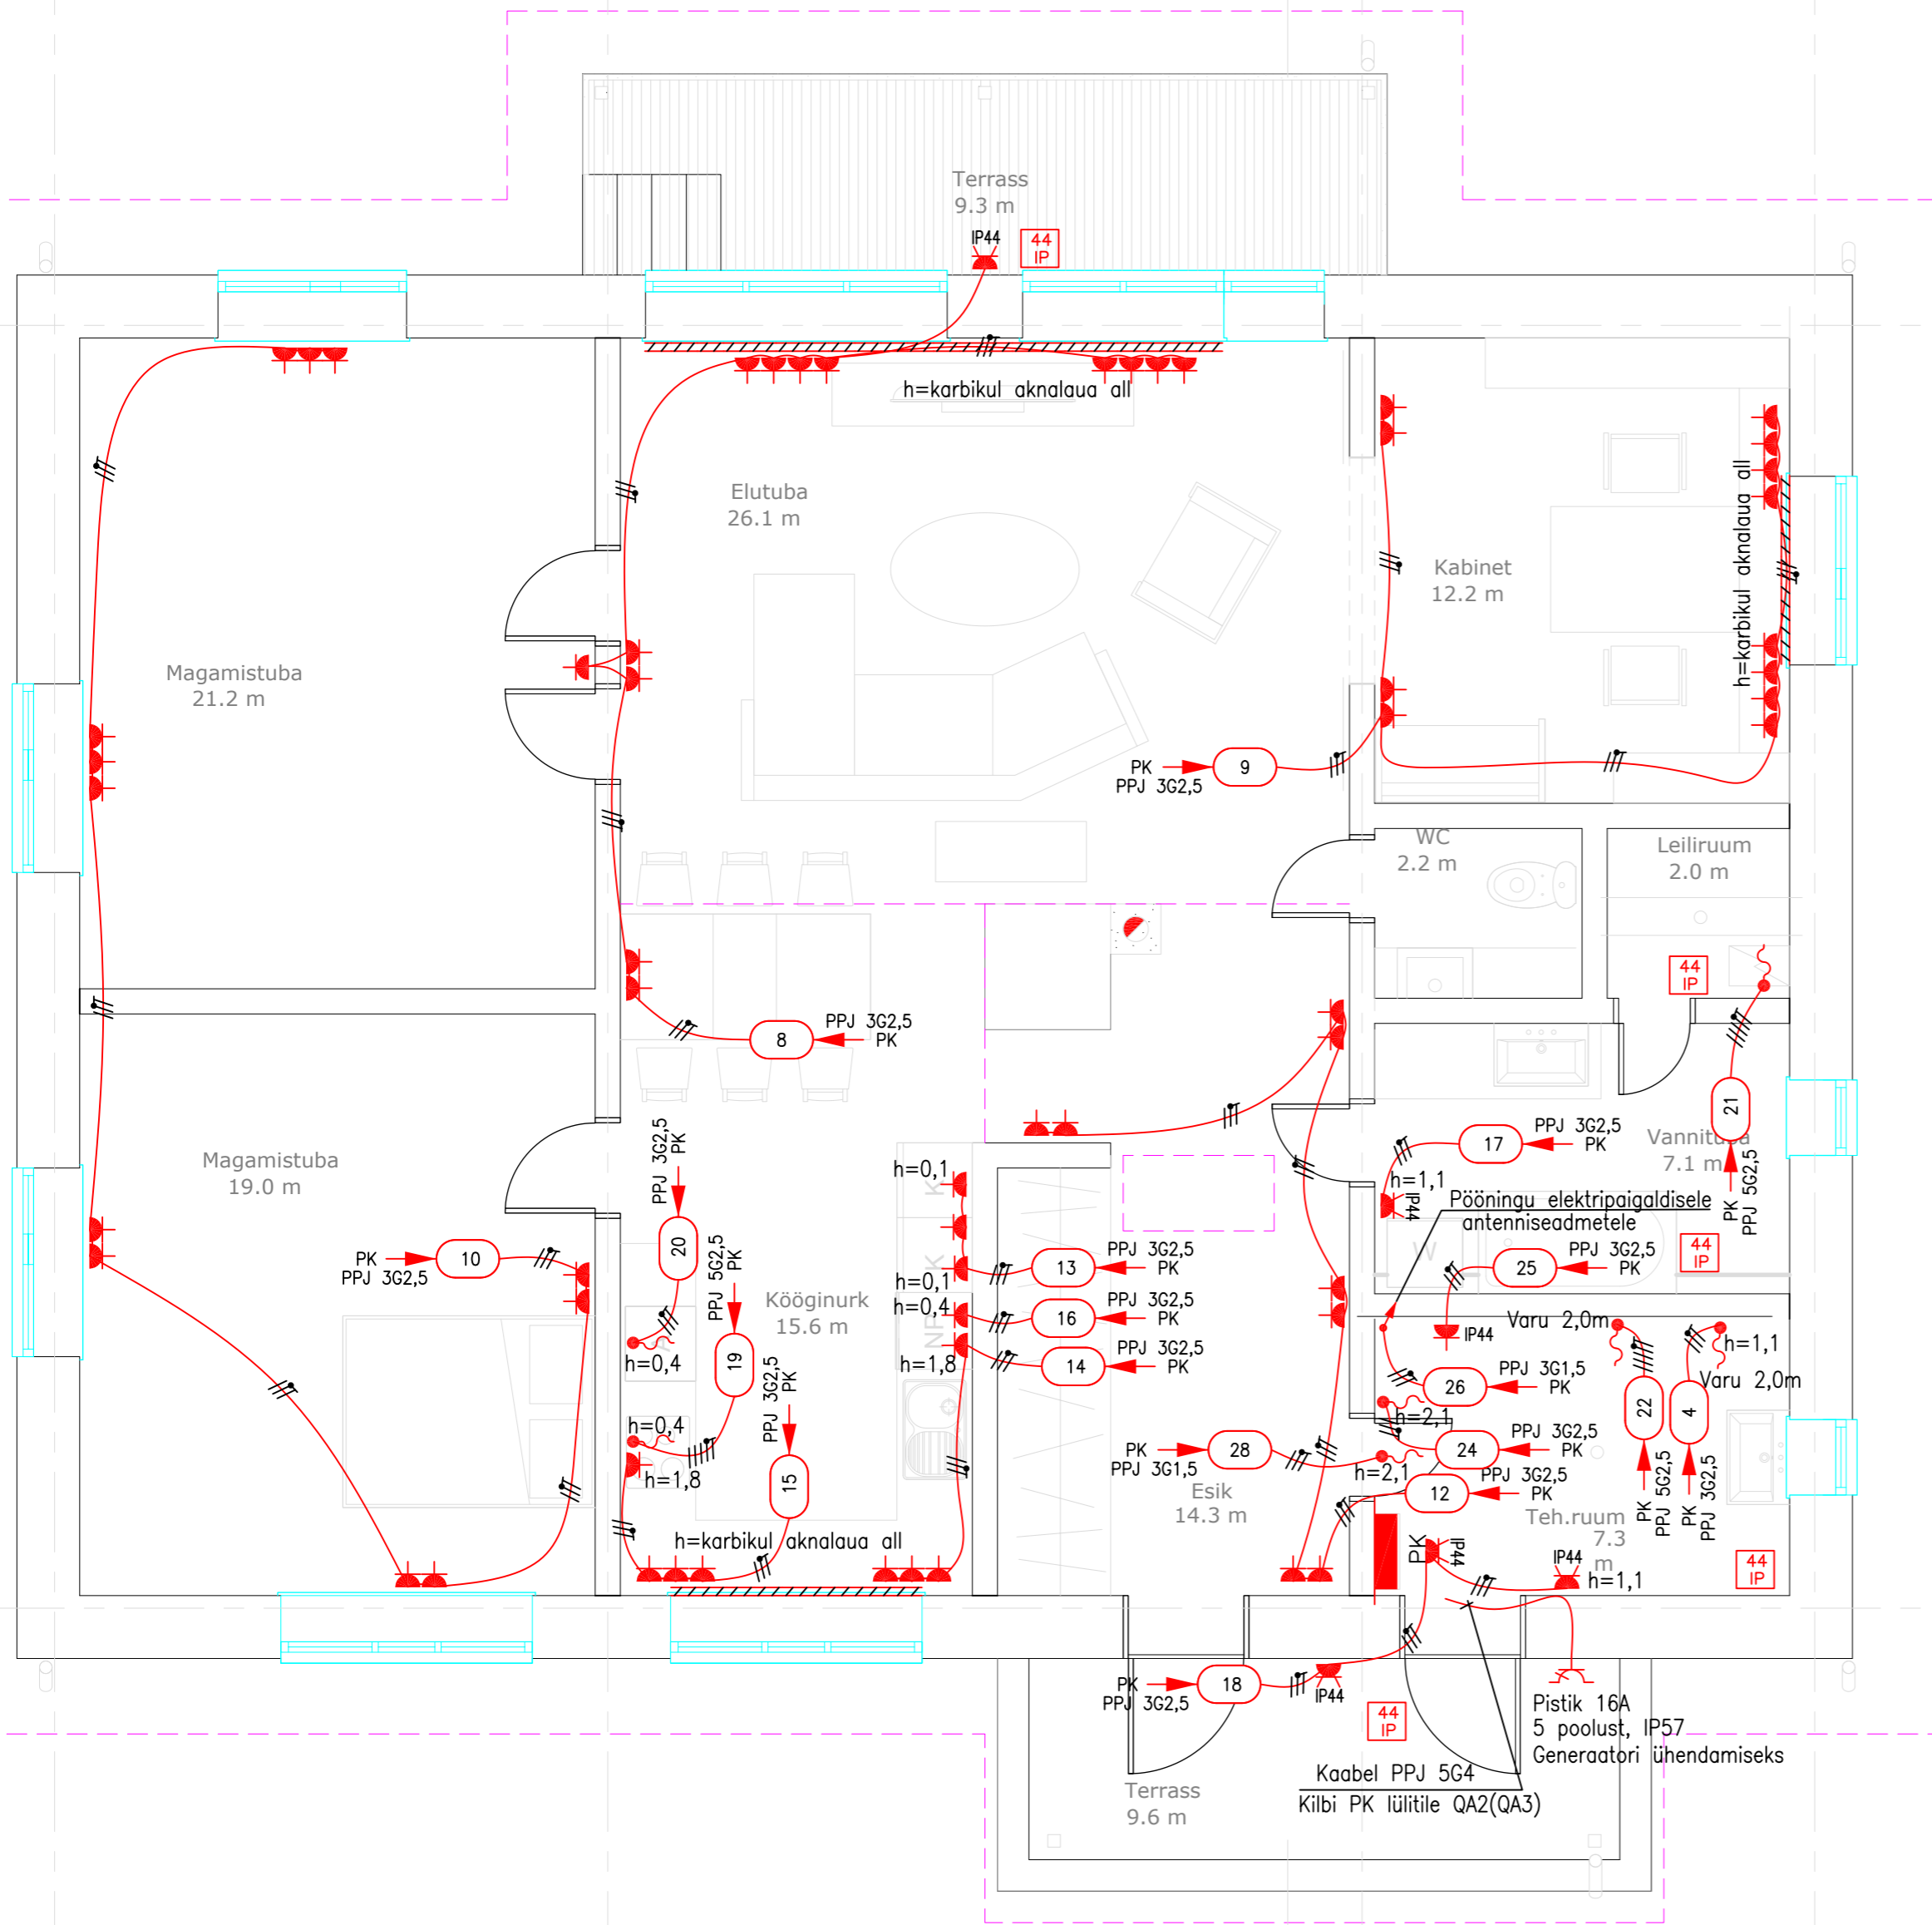 Terrass
9.3 m
IP44
44
IP
h=karbikul aknalaua all
Elutuba
26.1 m
Kabinet
12.2 m
h=karbikul aknalaua all
Magamistuba
21.2 m
PK
PPJ 3G2,5
9
WC
2.2 m
Leiliruum
2.0 m
44
IP
8
PPJ 3G2,5
PK
21
PK
PPJ 5G2,5
17
PPJ 3G2,5
PK
Vannituba
7.1 m
h=1,1
IP44
Pööningu elektripaigaldisele
antenniseadmetele
W
44
IP
25
PPJ 3G2,5
PK
IP44
Magamistuba
19.0 m
PK
PPJ 3G2,5
10
PPJ 3G2,5
PK
20
PPJ 5G2,5
PK
19
PPJ 3G2,5
PK
15
Kööginurk
15.6 m
h=0,1
K
h=0,1
K
h=0,4
NP
h=1,8
13
PPJ 3G2,5
PK
16
PPJ 3G2,5
PK
14
PPJ 3G2,5
PK
h=0,4
h=0,4
h=1,8
h=karbikul aknalaua all
Varu 2,0m
h=1,1
Varu 2,0m
26
PPJ 3G1,5
PK
h=2,1
24
PPJ 3G2,5
PK
22
PK
PPJ 5G2,5
4
PK
PPJ 3G2,5
PK
PPJ 3G1,5
28
h=2,1
12
PPJ 3G2,5
PK
Esik
14.3 m
Teh.ruum
7.3
m
PK
IP44
IP44
h=1,1
44
IP
PK
PPJ 3G2,5
18
IP44
44
IP
Pistik 16A
5 poolust, IP57
Generaatori ühendamiseks
Kaabel PPJ 5G4
Kilbi PK lülitile QA2(QA3)
Terrass
9.6 m